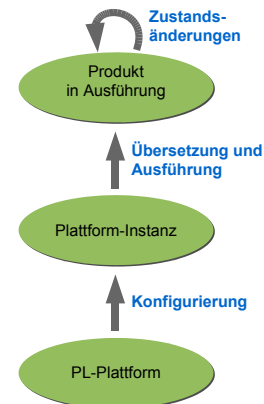 Zustands-
änderungen
Produkt
in Ausführung
Übersetzung und
Ausführung
Plattform-Instanz
Konfigurierung
PL-Plattform